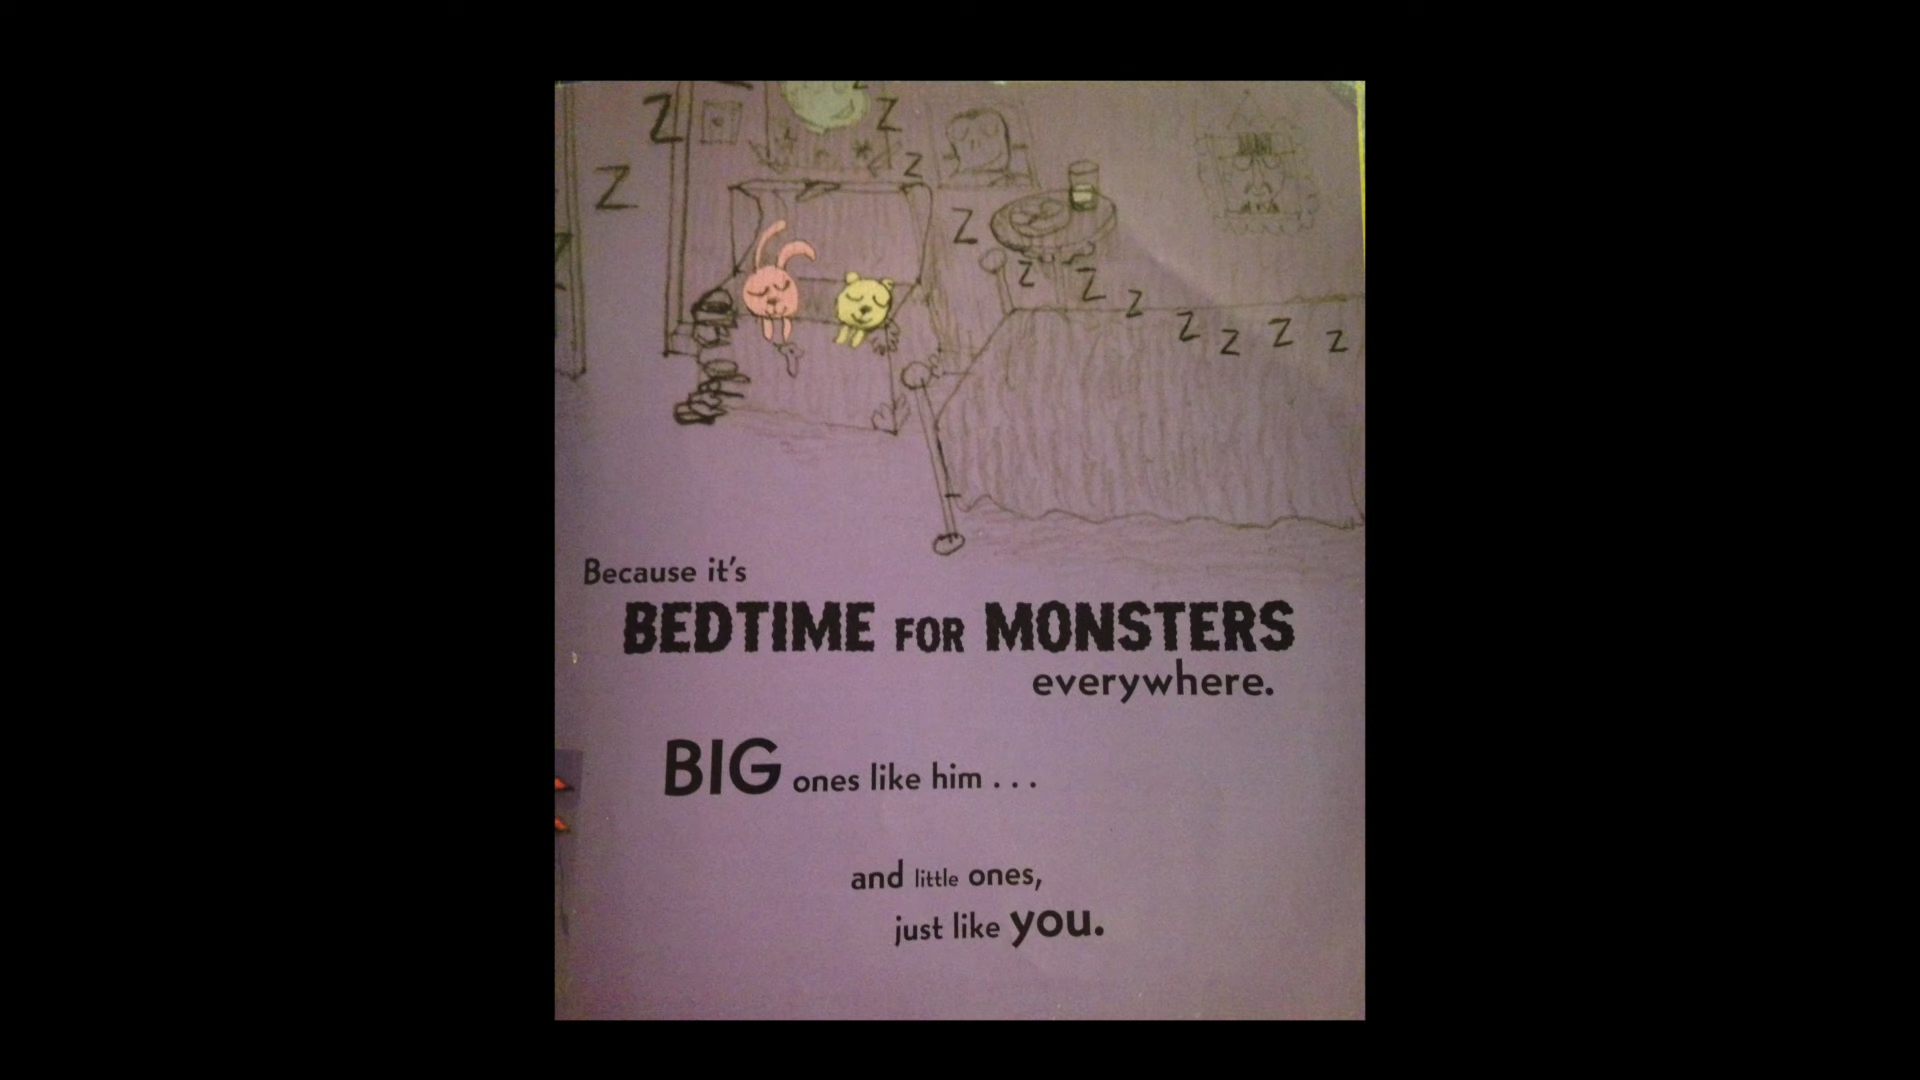 Z
Z
Z
Z
Z
Z
Z
Z
Z
Z
Z
Z
Z
Because it's
BEDTIME FOR MONSTERS
everywhere.
BIG ones like him . . .
and little ones,
just like you.